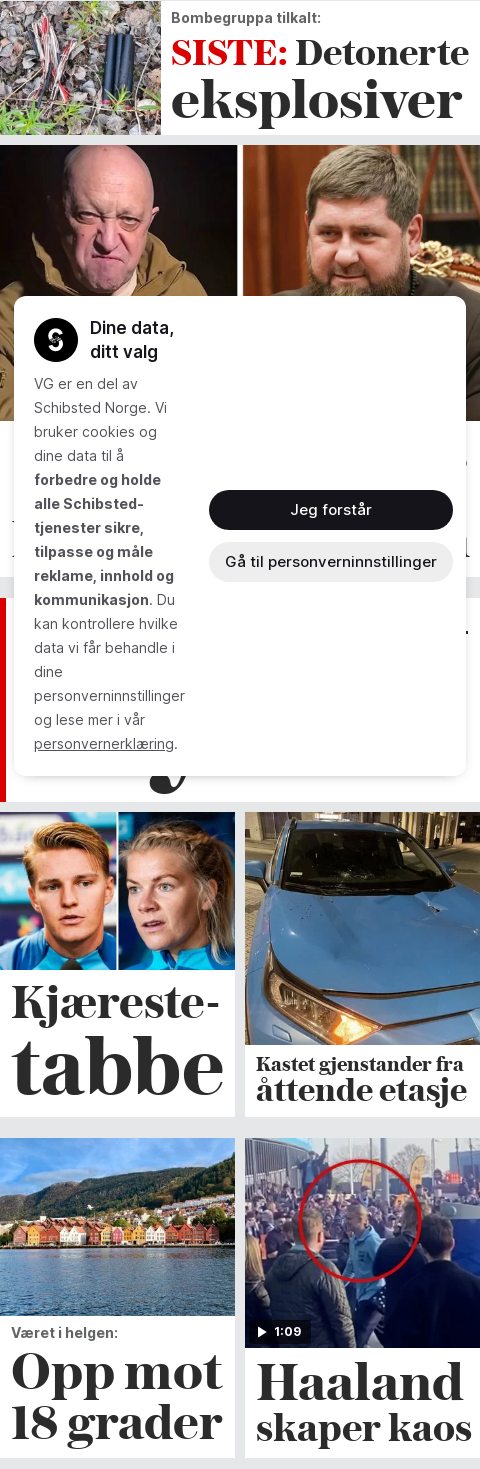 Bombegruppa tilkalt:
SISTE: Detonerte
eksplosiver
Dine data,
ditt valg
VG er en del av
Schibsted Norge. Vi
bruker cookies og
dine data til å
forbedre og holde
alle Schibsted-
tjenester sikre,
tilpasse og måle
reklame, innhold og
kommunikasjon. Du
kan kontrollere hvilke
data vi får behandle i
dine
personverninnstillinger
og lese mer i vår
personvernerklæring.
Jeg forstår
Gå til personverninnstillinger
Kjæreste-
tabbe
Kastet gjenstander fra
åttende etasje
Været i helgen:
Opp mot
18 grader
1:09
Haaland
skaper kaos